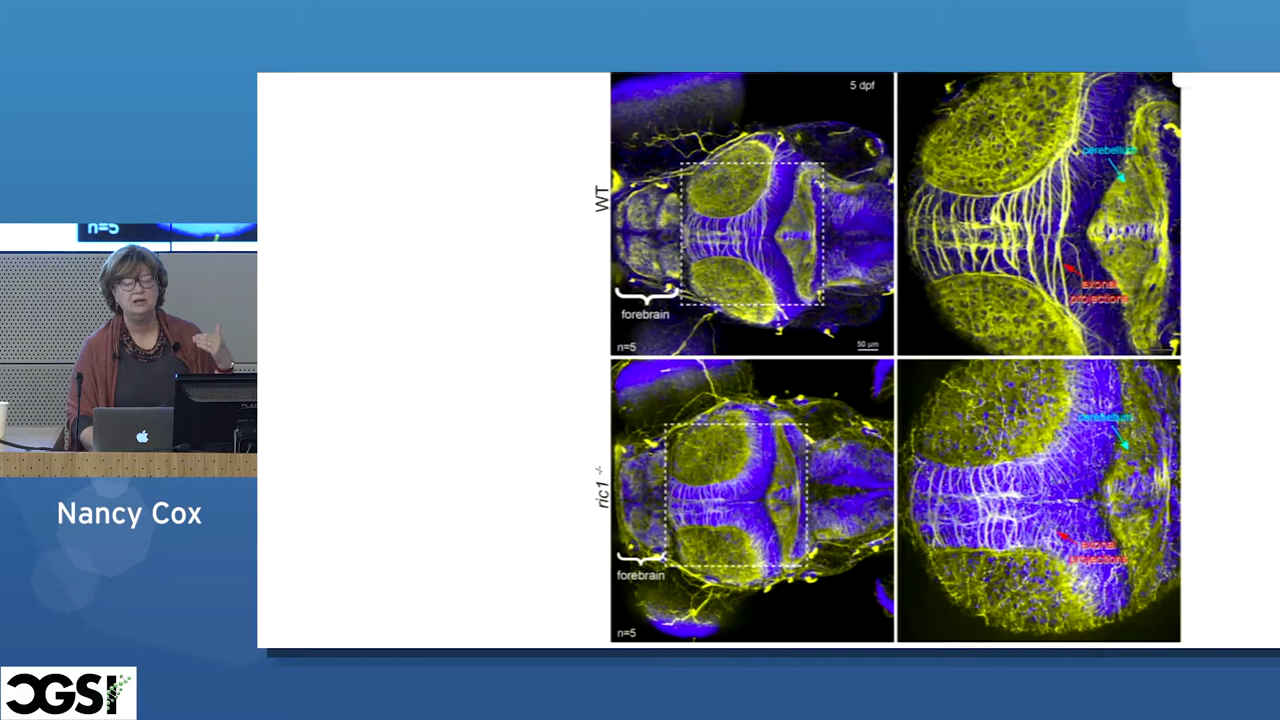 n=5
Nancy Cox
CGSI
WT
5 dpf
forebrain
n=5
50 µm
cerebellum
axonal
projections
ric1 -/-
forebrain
n=5
cerebellum
axonal
projections